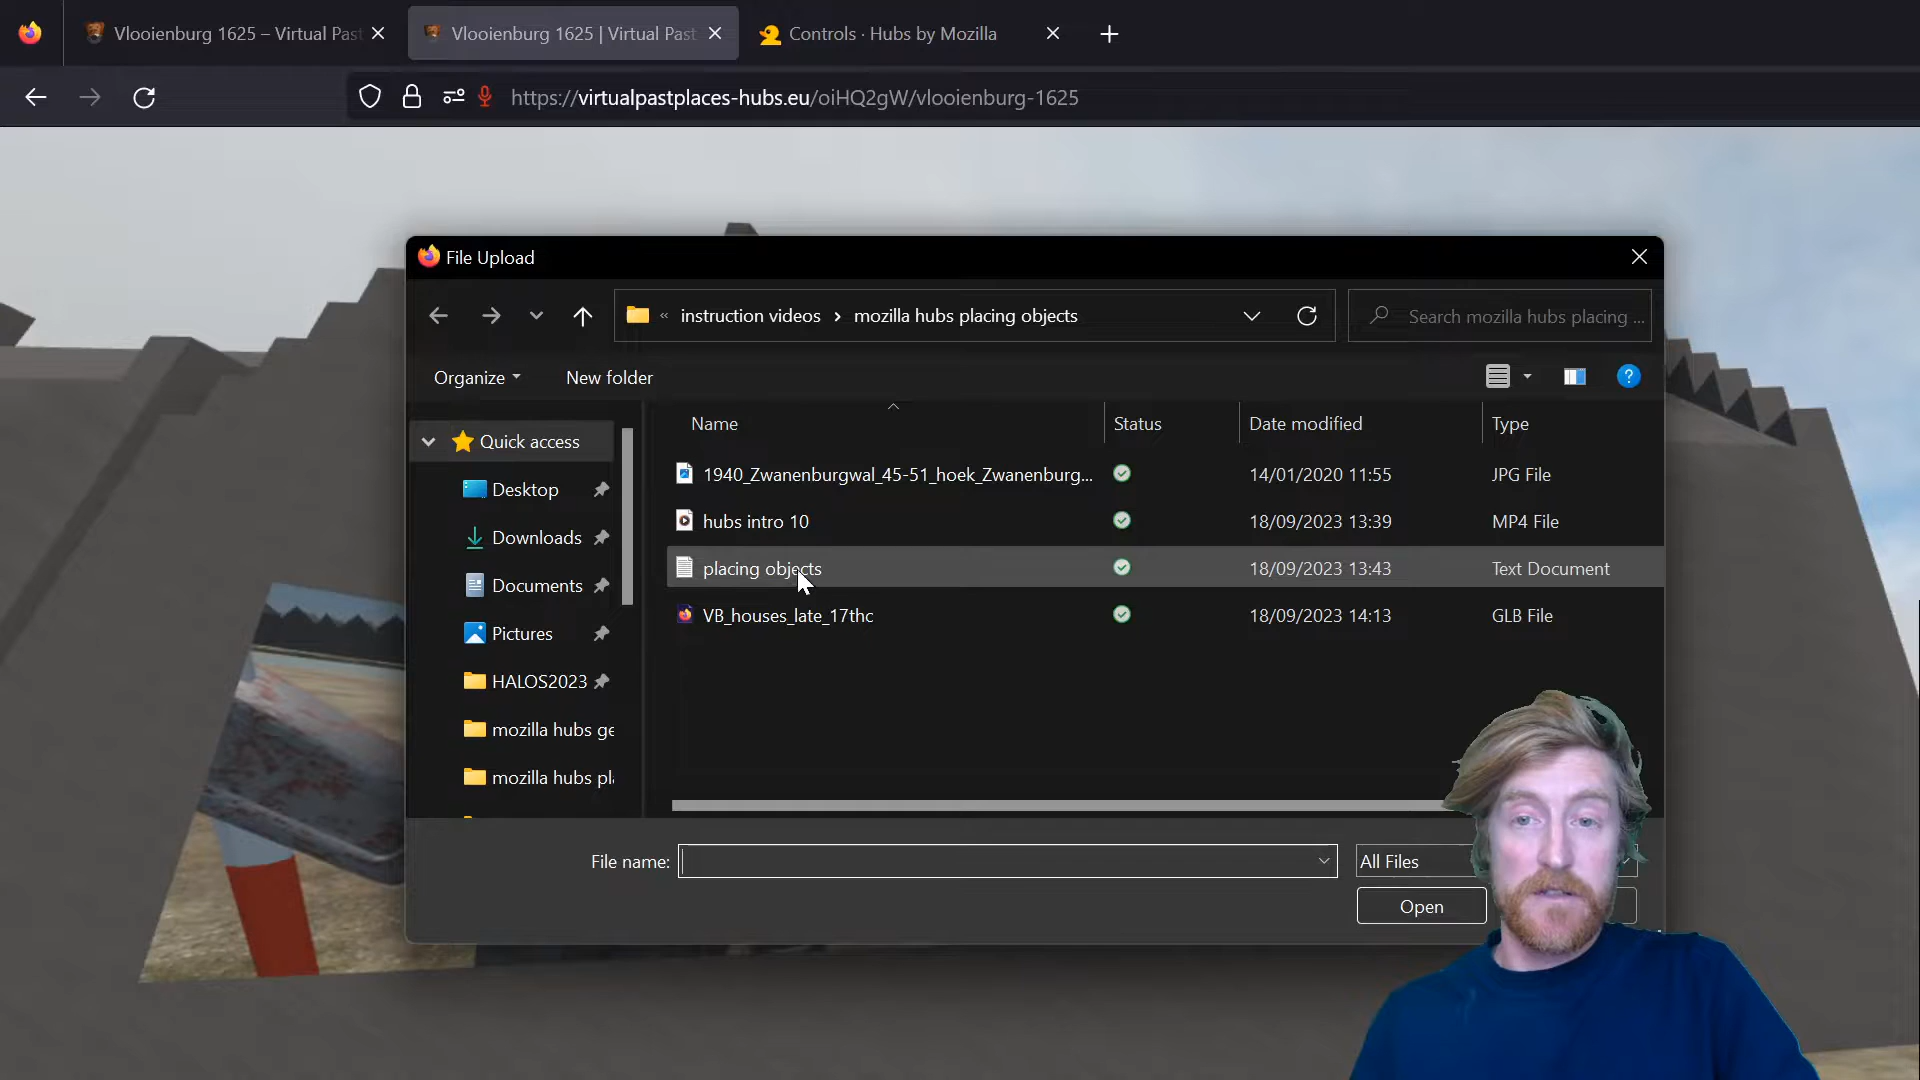 Vlooienburg 1625 – Virtual Past
Vlooienburg 1625 | Virtual Past
Controls · Hubs by Mozilla
https://virtualpastplaces-hubs.eu/oiHQ2gW/vlooienburg-1625
File Upload
« instruction videos › mozilla hubs placing objects
Search mozilla hubs placing ...
Organize
New folder
Name
Status
Date modified
Type
Quick access
Desktop
Downloads
Documents
Pictures
HALOS2023
mozilla hubs ge
mozilla hubs pla
1940_Zwanenburgwal_45-51_hoek_Zwanenburg...
14/01/2020 11:55
JPG File
hubs intro 10
18/09/2023 13:39
MP4 File
placing objects
18/09/2023 13:43
Text Document
VB_houses_late_17thc
18/09/2023 14:13
GLB File
File name:
All Files
Open